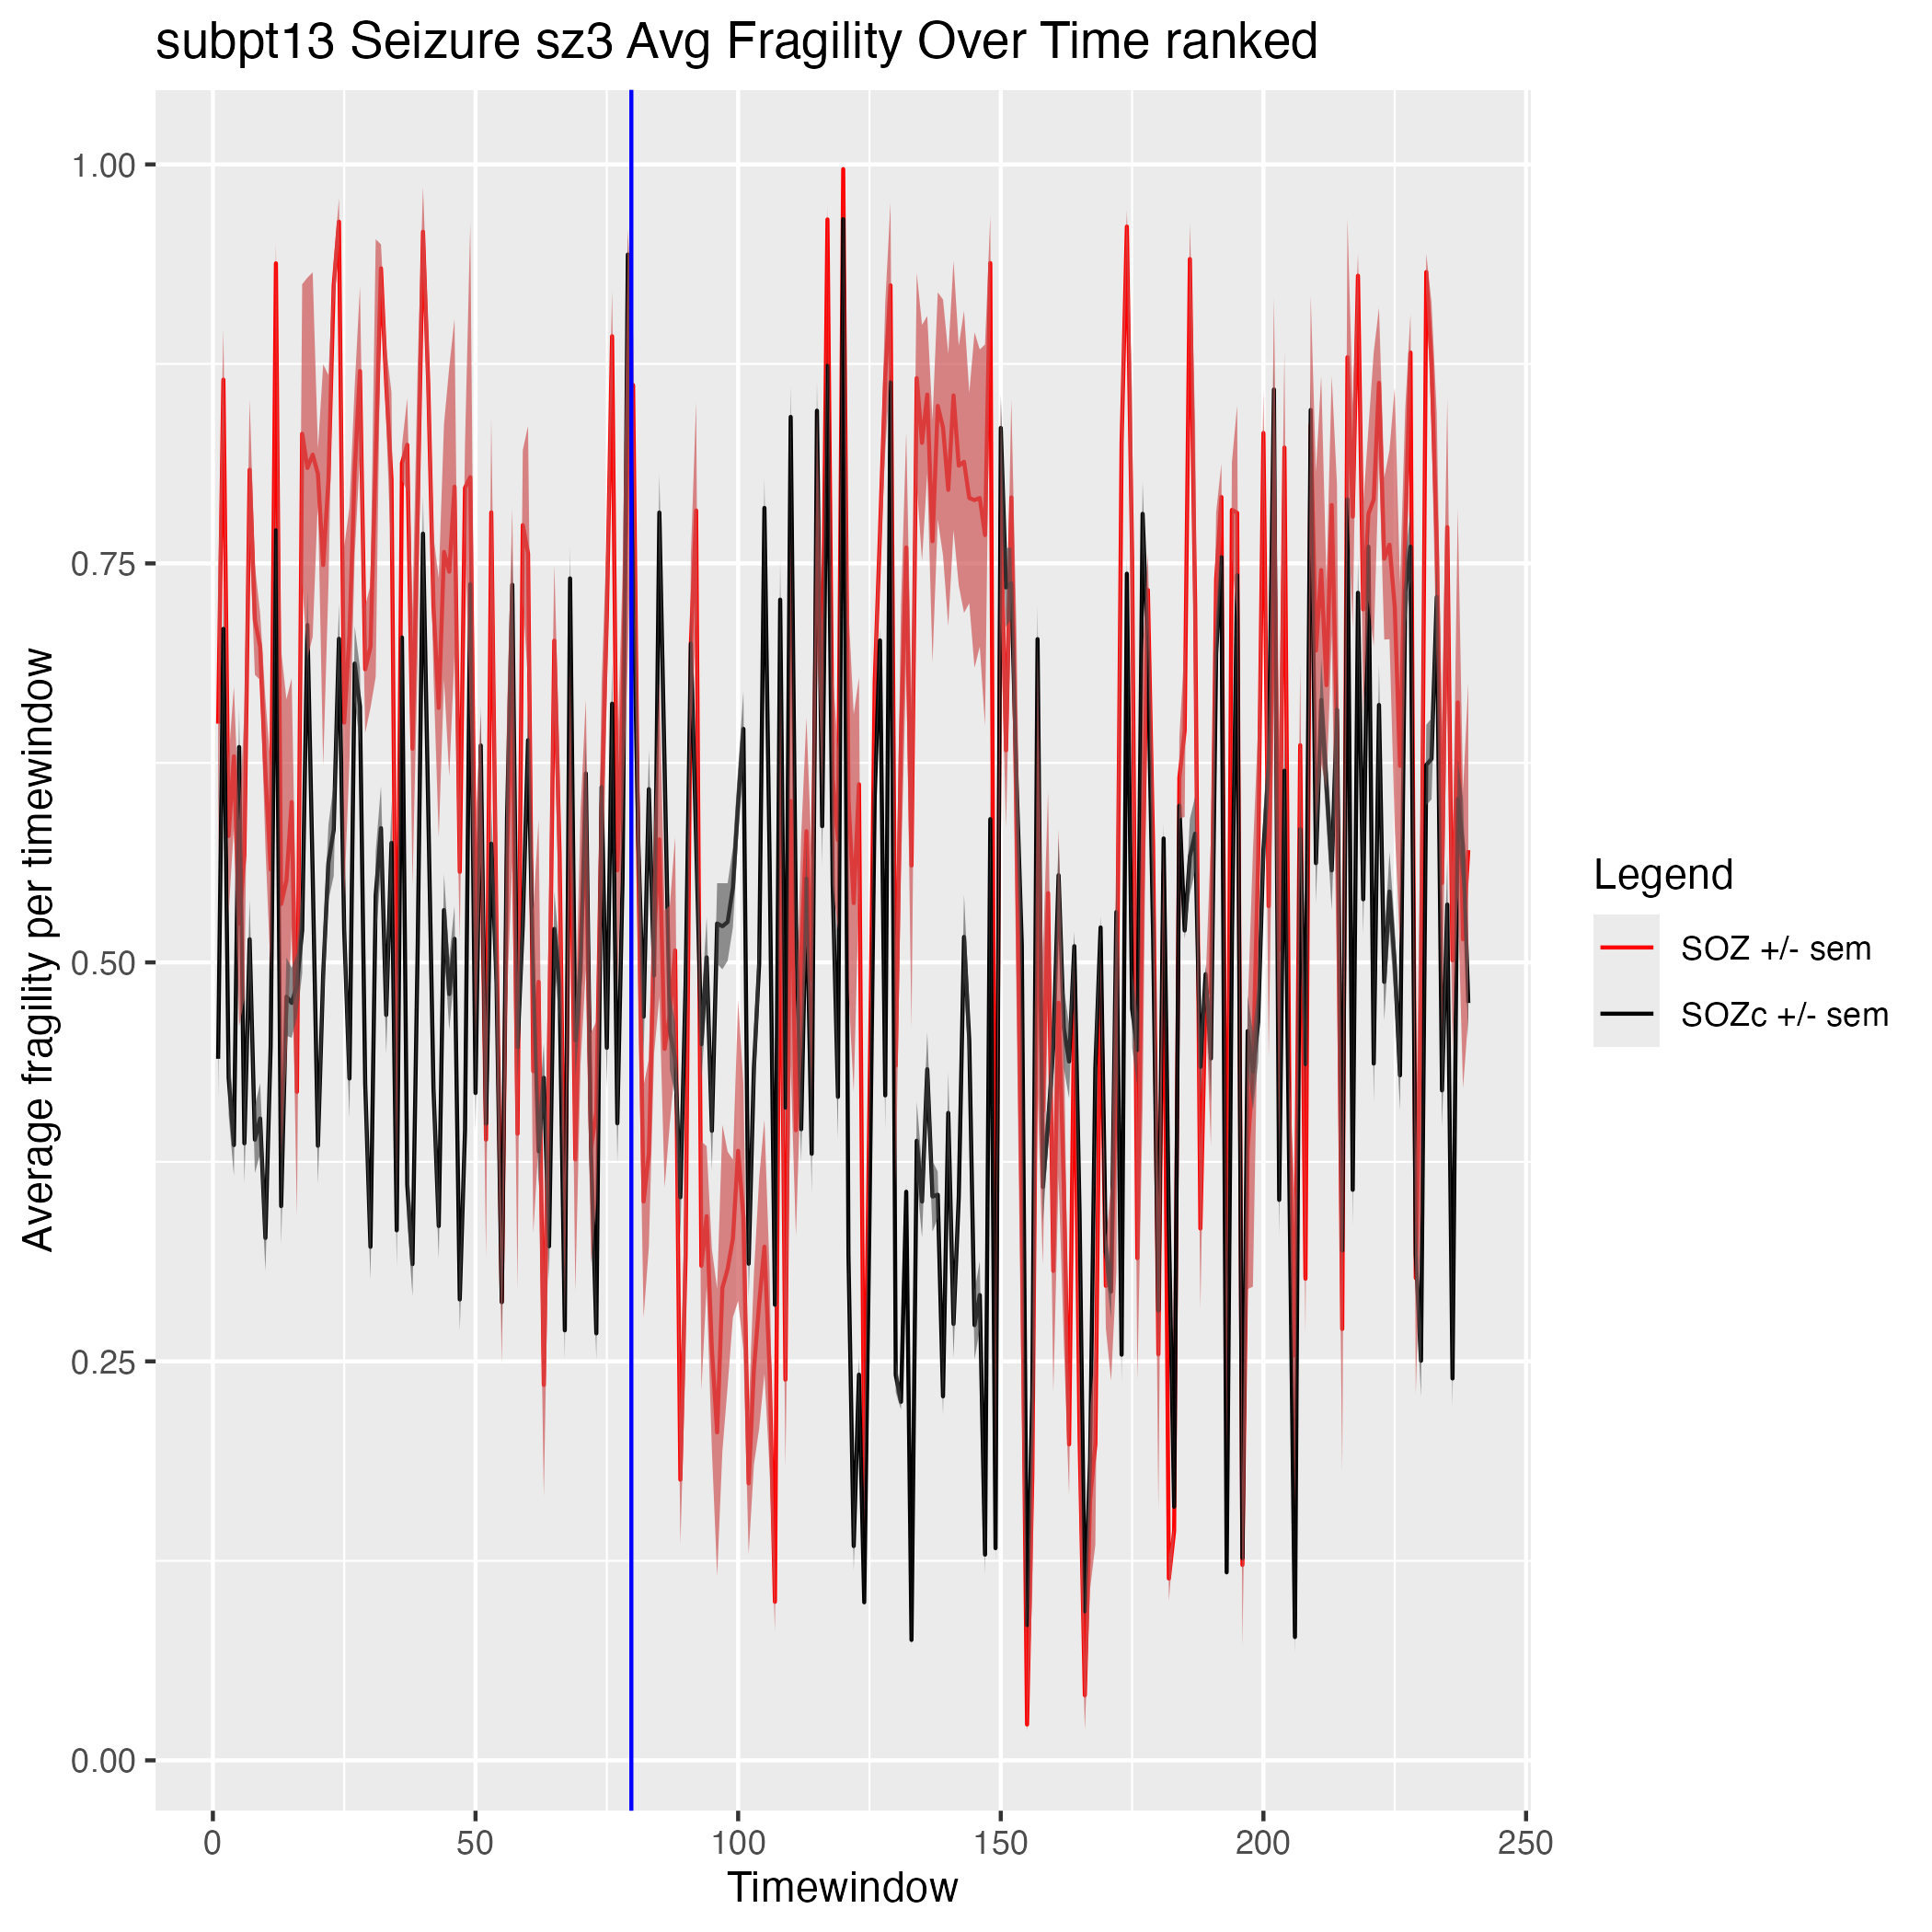 subpt13 Seizure sz3 Avg Fragility Over Time ranked
Average fragility per timewindow
1.00
0.75
0.50
0.25
0.00
0 50 100 150 200 250
Timewindow
Legend
SOZ +/- sem
SOZc +/- sem